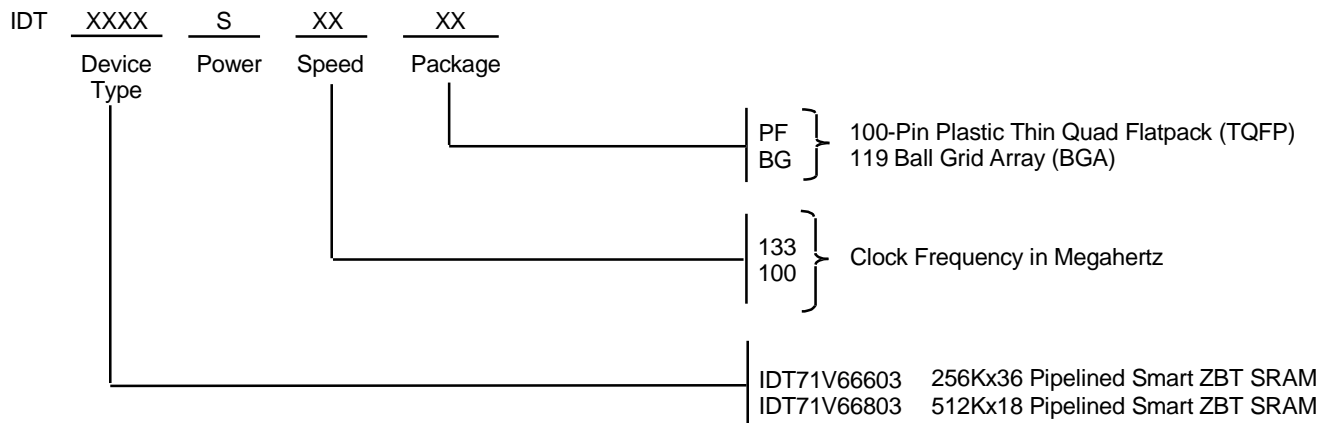 IDT XXXX S XX XX
Device Type Power Speed Package
PF 100-Pin Plastic Thin Quad Flatpack (TQFP)
BG 119 Ball Grid Array (BGA)
133
100
Clock Frequency in Megahertz
IDT71V66603 256Kx36 Pipelined Smart ZBT SRAM
IDT71V66803 512Kx18 Pipelined Smart ZBT SRAM